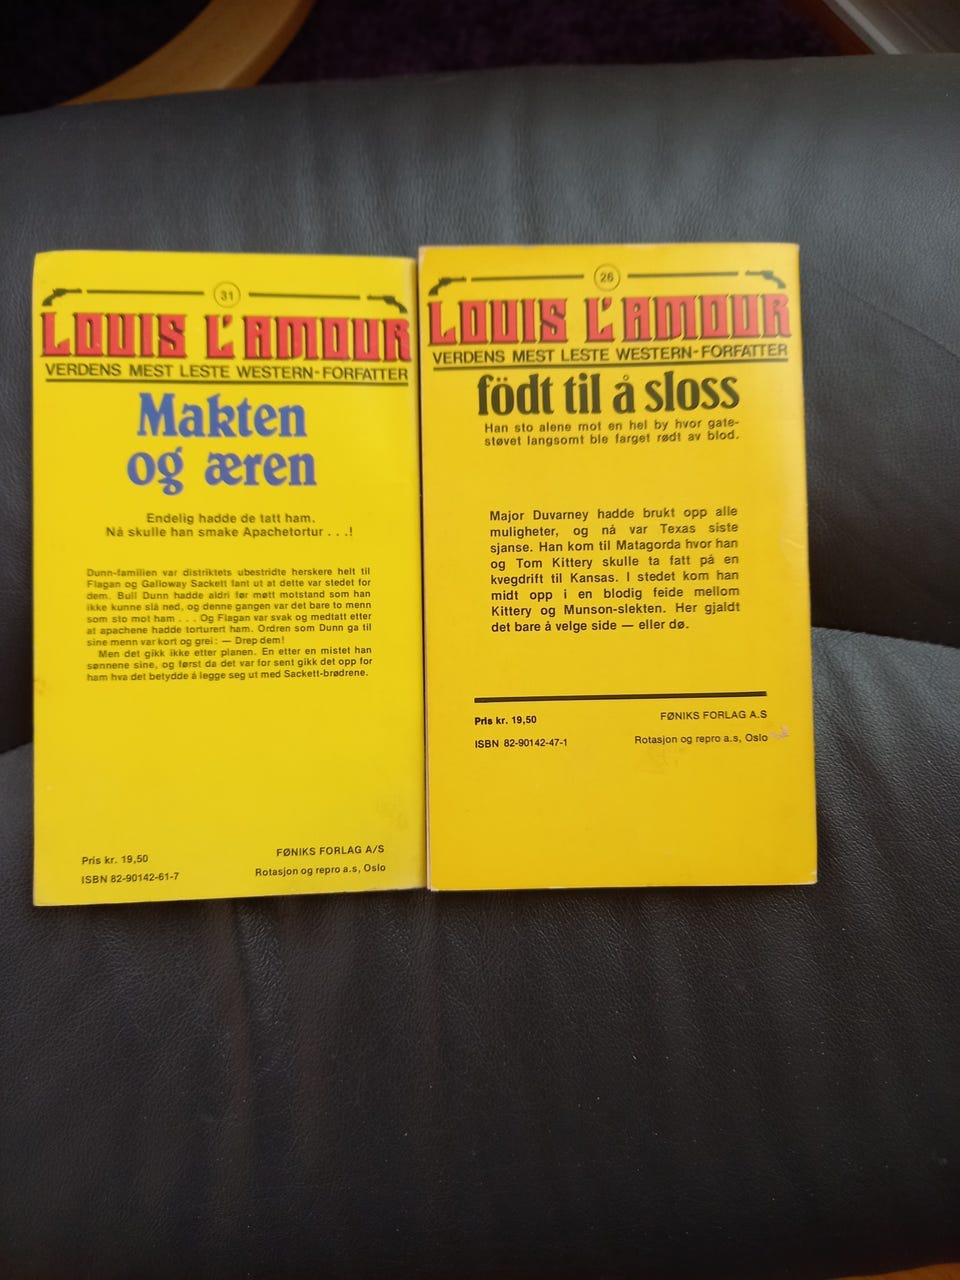 31
LOUIS L'AMOUR
VERDENS MEST LESTE WESTERN-FORFATTER
Makten
og æren
Endelig hadde de tatt ham.
Nå skulle han smake Apachetortur . . .!
Dunn-familien var distriktets ubestridte herskere helt til
Flagan og Galloway Sackett fant ut at dette var stedet for
dem. Bull Dunn hadde aldri før møtt motstand som han
ikke kunne slå ned, og denne gangen var det bare to menn
som sto mot ham . . . Og Flagan var svak og medtatt etter
at apachene hadde torturert ham. Ordren som Dunn ga til
sine menn var kort og grei: — Drep dem!
Men det gikk ikke etter planen. En etter en mistet han
sønnene sine, og først da det var for sent gikk det opp for
ham hva det betydde å legge seg ut med Sackett-brødrene.
Pris kr. 19,50
ISBN 82-90142-61-7
FØNIKS FORLAG A/S
Rotasjon og repro a.s, Oslo
26
LOUIS L'AMOUR
VERDENS MEST LESTE WESTERN-FORFATTER
födt til å sloss
Han sto alene mot en hel by hvor gate-
støvet langsomt ble farget rødt av blod.
Major Duvarney hadde brukt opp alle
muligheter, og nå var Texas siste
sjanse. Han kom til Matagorda hvor han
og Tom Kittery skulle ta fatt på en
kvegdrift til Kansas. I stedet kom han
midt opp i en blodig feide mellom
Kittery og Munson-slekten. Her gjaldt
det bare å velge side — eller dø.
Pris kr. 19,50
ISBN 82-90142-47-1
FØNIKS FORLAG A.S
Rotasjon og repro a.s, Oslo